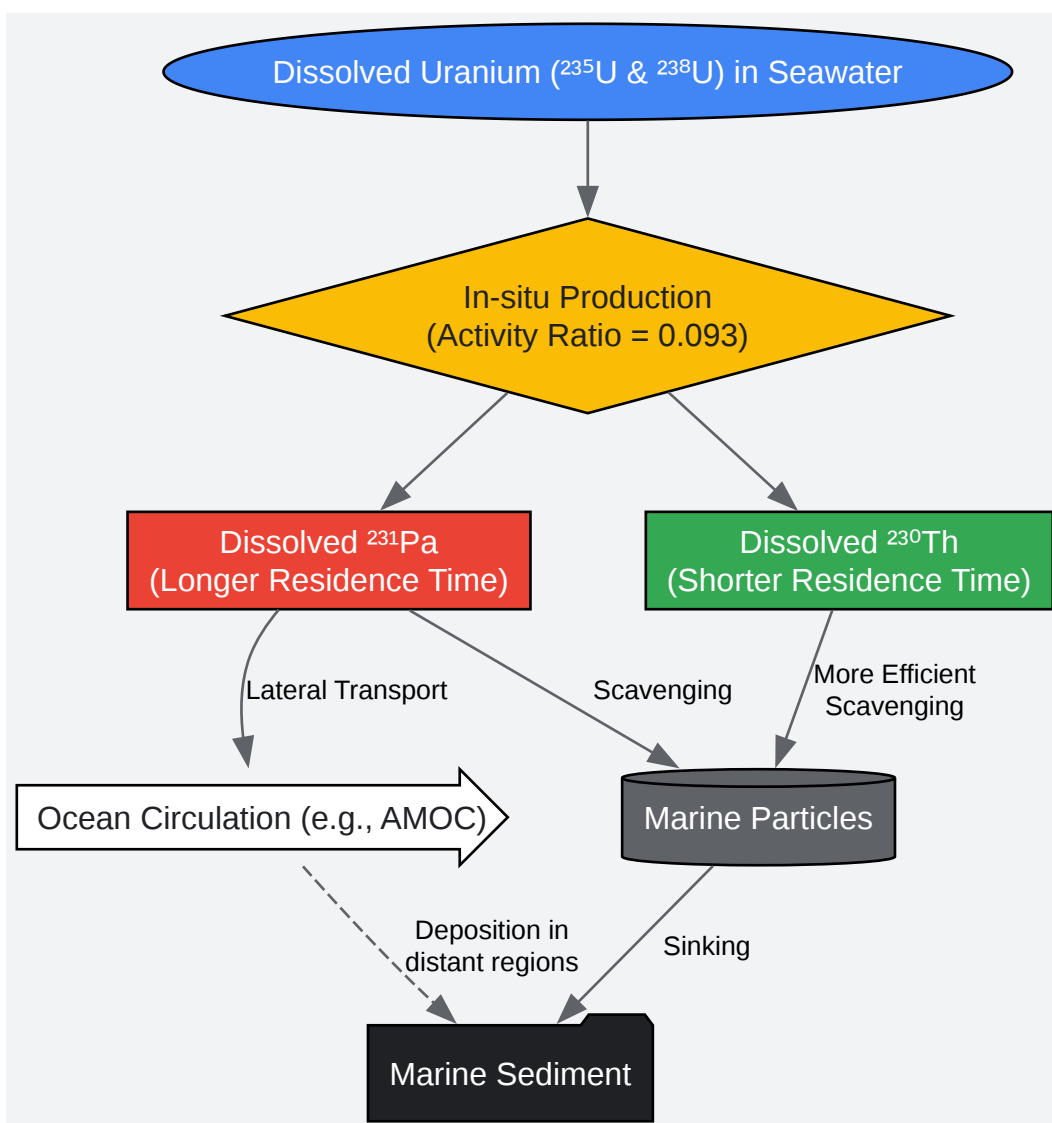 Dissolved Uranium (²³⁵U & ²³⁸U) in Seawater
In-situ Production
(Activity Ratio = 0.093)
Dissolved ²³¹Pa
(Longer Residence Time)
Dissolved ²³⁰Th
(Shorter Residence Time)
Lateral Transport
Scavenging
More Efficient
Scavenging
Ocean Circulation (e.g., AMOC)
Marine Particles
Deposition in
distant regions
Sinking
Marine Sediment